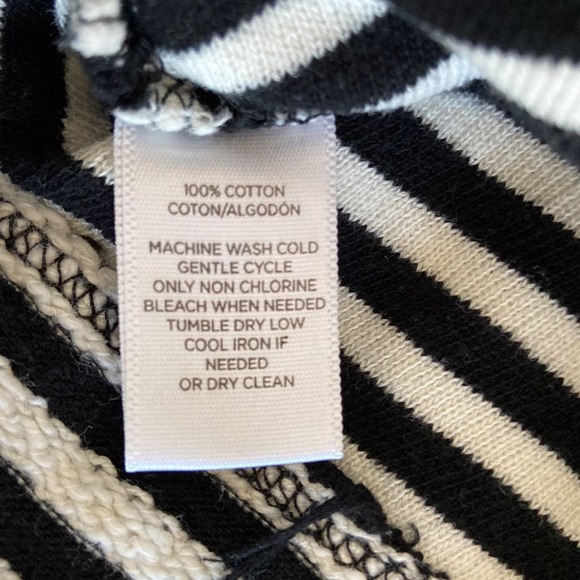 100% COTTON
COTON/ALGODÓN
MACHINE WASH COLD
GENTLE CYCLE
ONLY NON CHLORINE
BLEACH WHEN NEEDED
TUMBLE DRY LOW
COOL IRON IF
NEEDED
OR DRY CLEAN